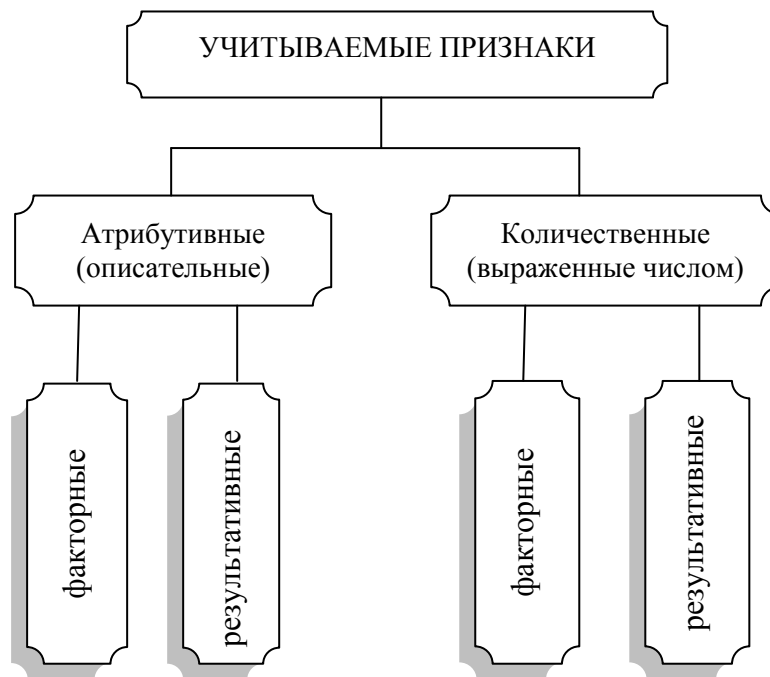 УЧИТЫВАЕМЫЕ ПРИЗНАКИ
Атрибутивные
(описательные)
Количественные
(выраженные числом)
факторные
результативные
факторные
результативные